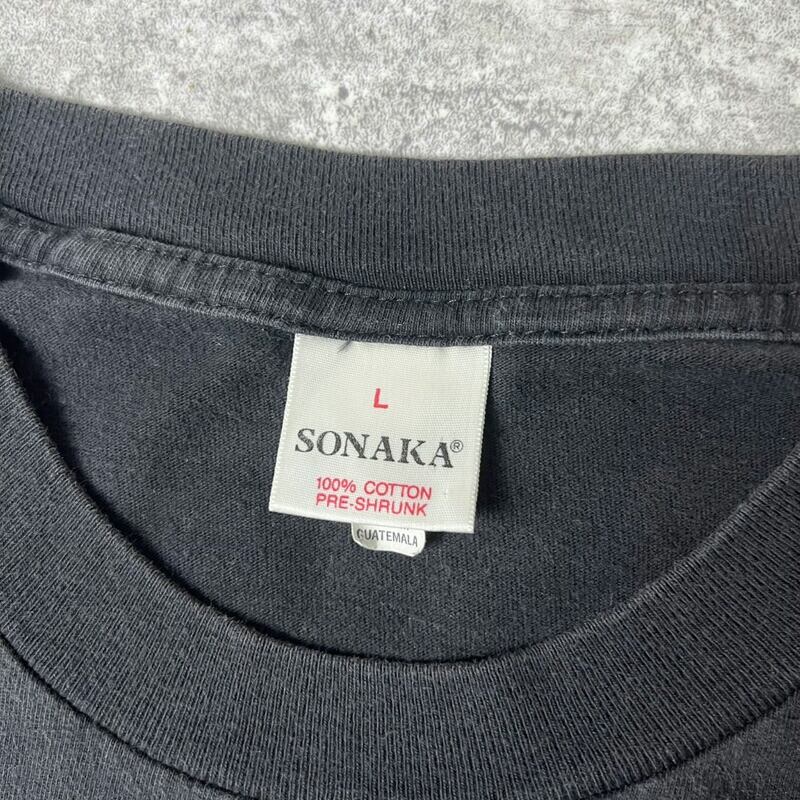 L
SONAKA®
100% COTTON
PRE-SHRUNK
GUATEMALA